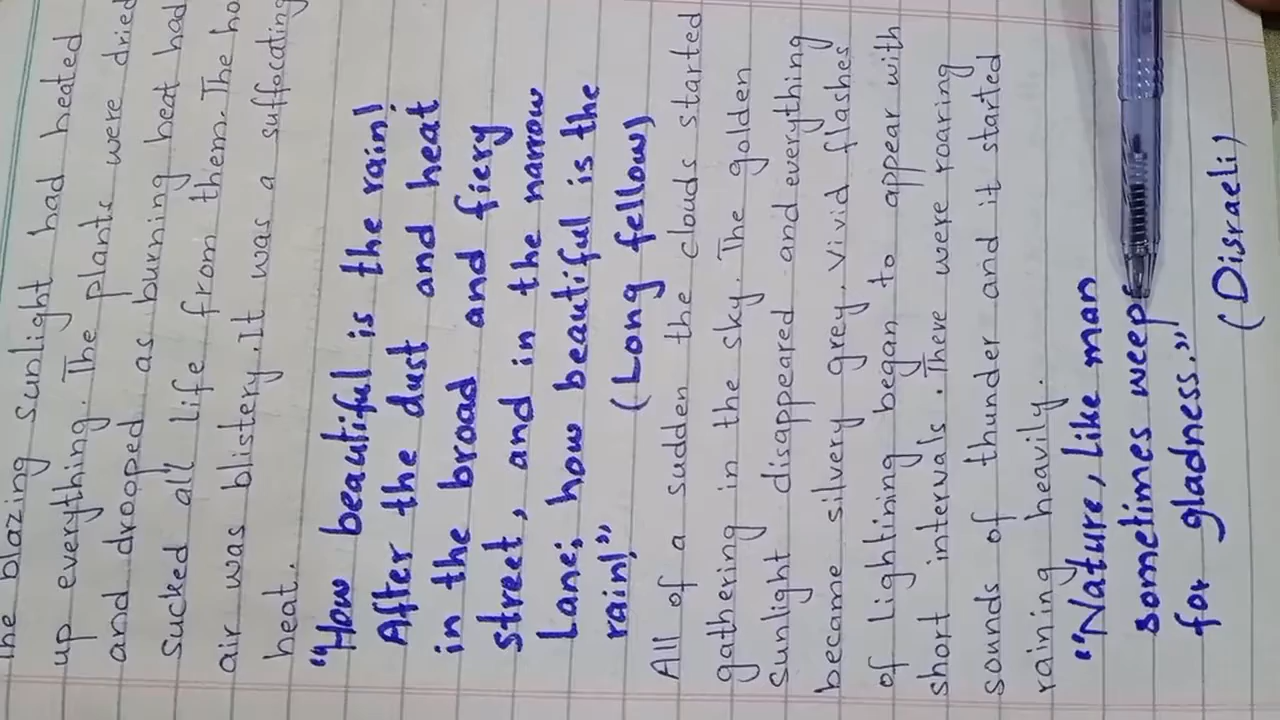 the blazing sunlight had heated
up everything. The plants were dried
and drooped as burning heat had
sucked all life from them. The
air was blistery. It was a suffocating
heat.
"How beautiful is the rain!
After the dust and heat
in the broad and fiery
street, and in the narrow
Lane; how beautiful is the
rain!"
(Long fellow)
All of a sudden the clouds started
gathering in the sky. The golden
Sunlight disappeared and everything
became silvery grey. Vivid flashes
of lightining began to appear with
short intervals. There were roaring
sounds of thunder and it started
raining heavily.
"Nature, Like man
sometimes weep
for gladness."
(Disraeli)